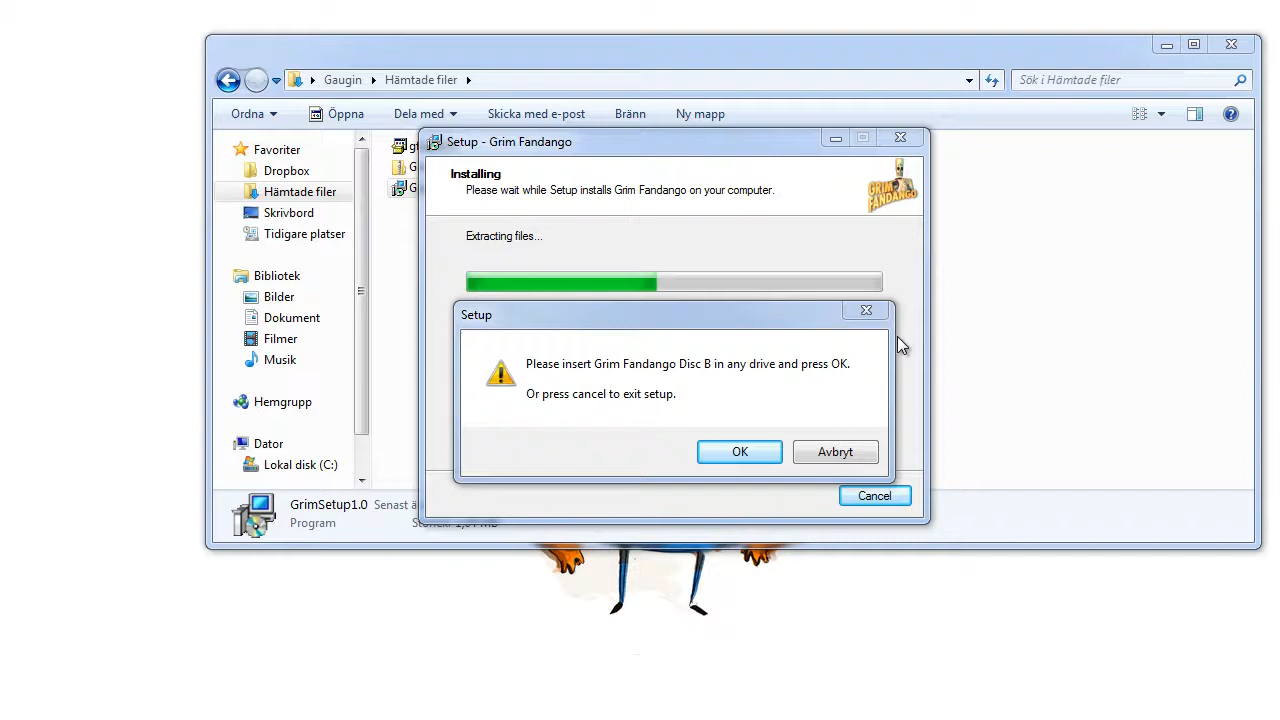 Gaugin Hämtade filer
Sök i Hämtade filer
Ordna Öppna Dela med Skicka med e-post Bränn Ny mapp
Favoriter
Dropbox
Hämtade filer
Skrivbord
Tidigare platser
Bibliotek
Bilder
Dokument
Filmer
Musik
Hemgrupp
Dator
Lokal disk (C:)
Setup - Grim Fandango
Installing
Please wait while Setup installs Grim Fandango on your computer.
GRIM
FANDANGO
Extracting files...
Setup
Please insert Grim Fandango Disc B in any drive and press OK.
Or press cancel to exit setup.
OK Avbryt
Cancel
GrimSetup1.0 Senast
Program